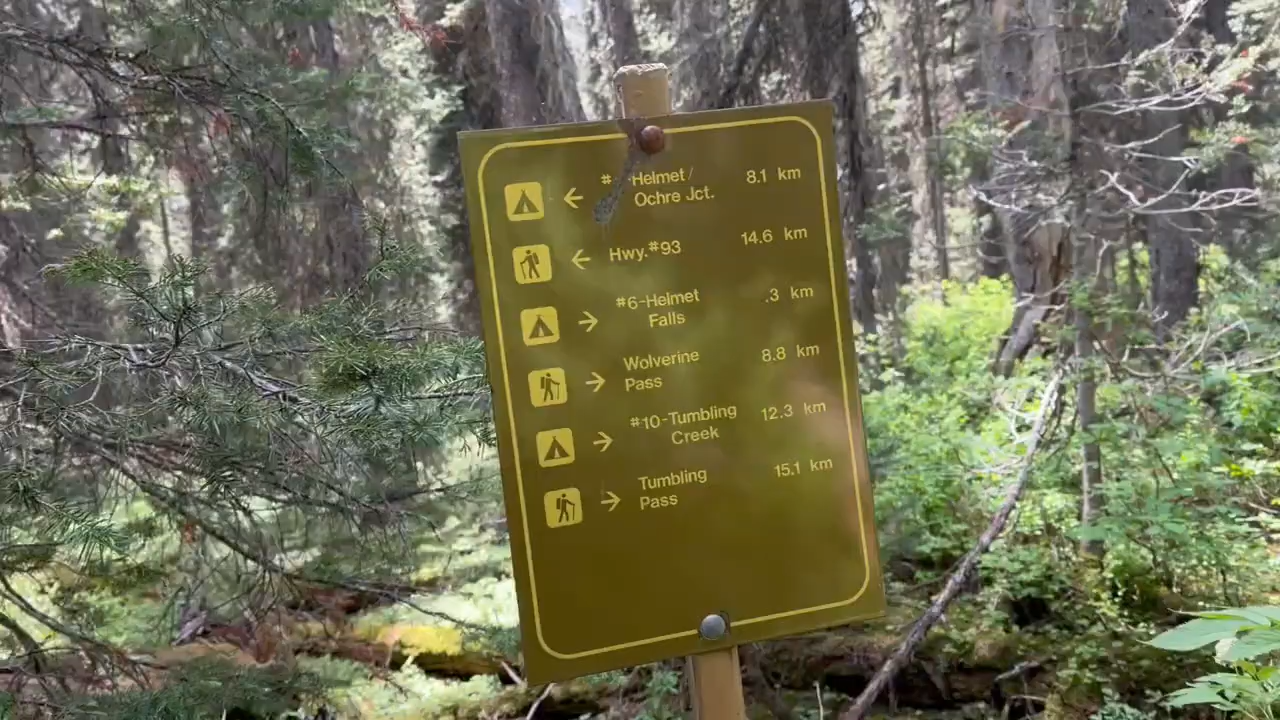 # -Helmet/ 8.1 km
Ochre Jct.
Hwy.#93 14.6 km
#6-Helmet .3 km
Falls
Wolverine 8.8 km
Pass
#10-Tumbling 12.3 km
Creek
Tumbling 15.1 km
Pass